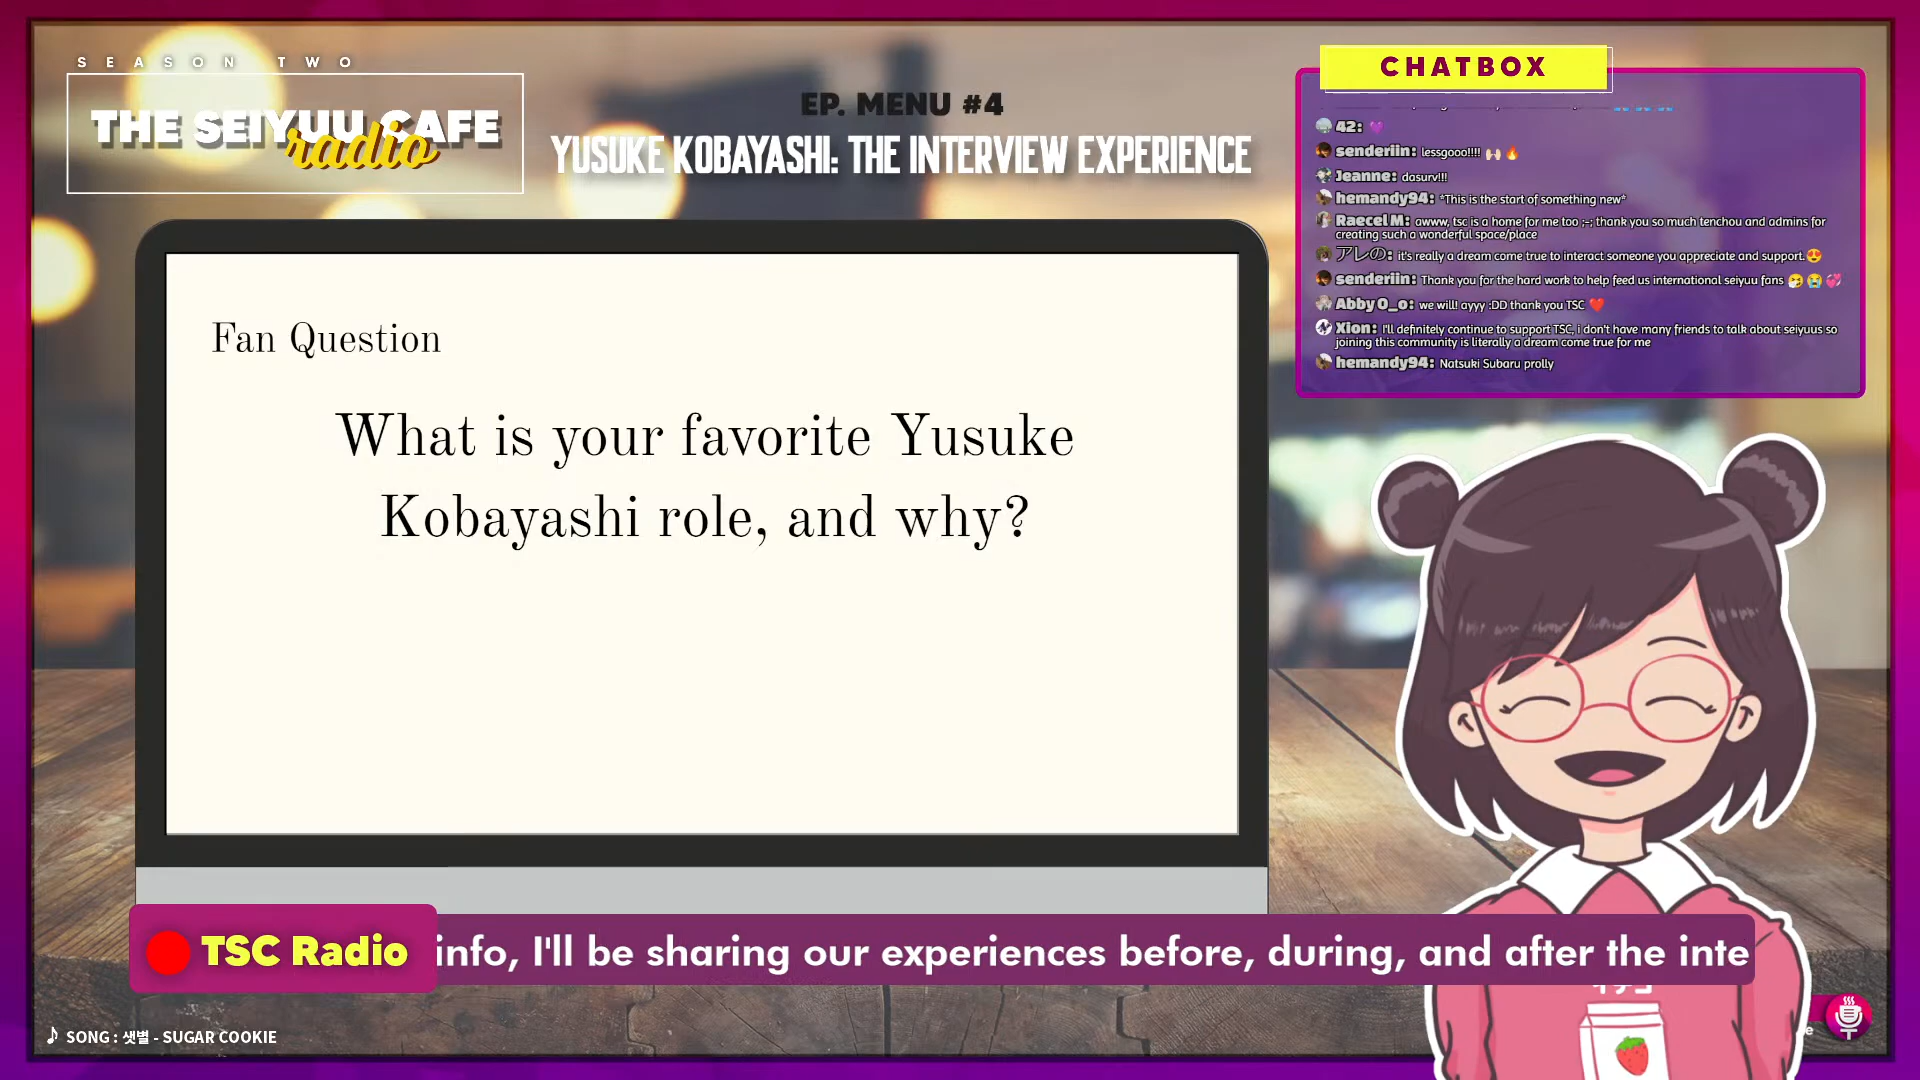 SEASON TWO
THE SEIYUU CAFE
radio
EP. MENU #4
YUSUKE KOBAYASHI: THE INTERVIEW EXPERIENCE
CHATBOX
42: 💜
senderiin: lessgooo!!!! 🙌🏻 🔥
Jeanne: dasurv!!!
hemandy94: *This is the start of something new*
Raecel M: awww, tsc is a home for me too ;-; thank you so much tenchou and admins for
creating such a wonderful space/place
アレの: it's really a dream come true to interact someone you appreciate and support.😍
senderiin: Thank you for the hard work to help feed us international seiyuu fans 🤧 😭 💞
Abby O_o: we will! ayyy :DD thank you TSC ❤️
Xion: I'll definitely continue to support TSC, i don't have many friends to talk about seiyuus so
joining this community is literally a dream come true for me
hemandy94: Natsuki Subaru prolly
Fan Question
What is your favorite Yusuke
Kobayashi role, and why?
TSC Radio
info, I'll be sharing our experiences before, during, and after the inte
♪ SONG : 샛별 - SUGAR COOKIE